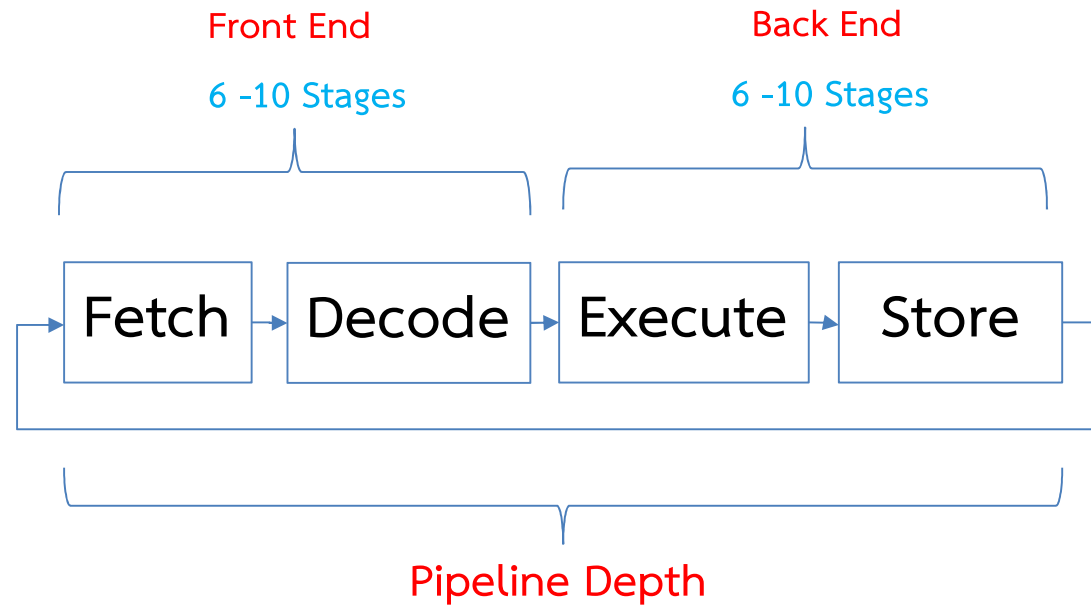 Front End
Back End
6 -10 Stages
6 -10 Stages
Fetch
Decode
Execute
Store
Pipeline Depth